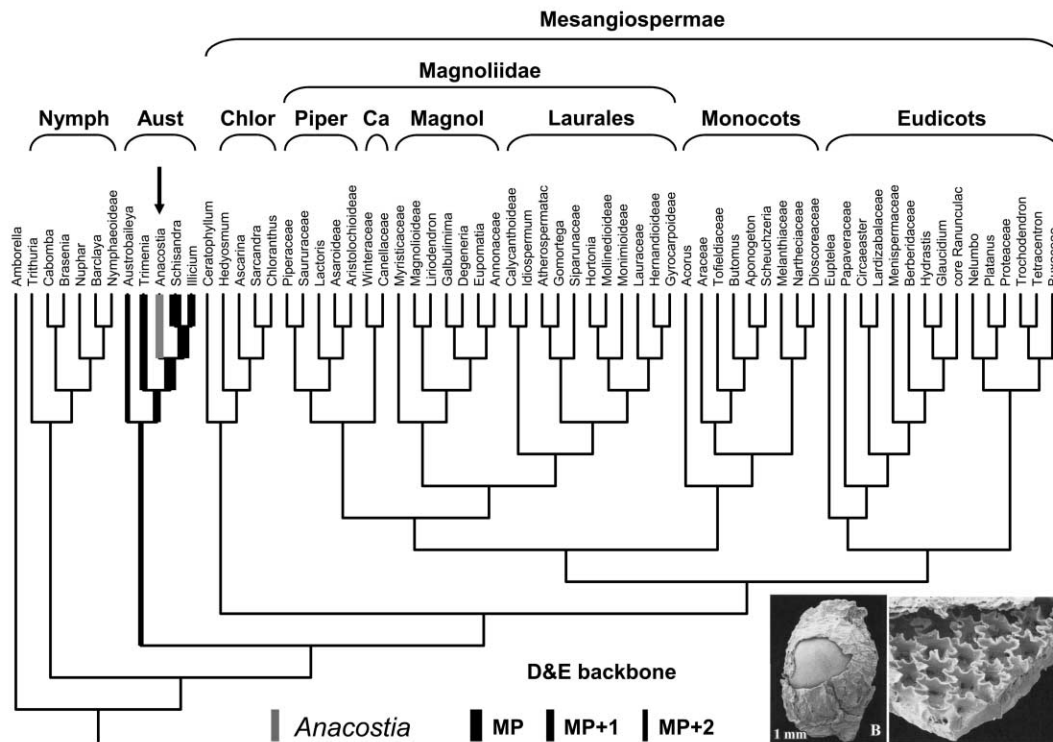 Mesangiospermae
Magnoliidae
Nymph Aust Chlor Piper Ca Magnol Laurales Monocots Eudicots
Amborella
Trithuria
Cabomba
Brasenia
Nuphar
Barclaya
Nymphaeoideae
Austrobaileya
Trimenia
Anacostia
Schisandra
Illicium
Ceratophyllum
Hedyosmum
Ascarina
Sarcandra
Chloranthus
Piperaceae
Saururaceae
Lactoris
Asaroideae
Aristolochioideae
Winteraceae
Canellaceae
Myristicaceae
Magnolioideae
Liriodendron
Galbulimima
Degeneria
Eupomatia
Annonaceae
Calycanthoideae
Idiospermum
Atherospermatac
Gomortega
Siparunaceae
Hortonia
Mollinedioideae
Monimioideae
Lauraceae
Hernandioideae
Gyrocarpoideae
Acorus
Araceae
Tofieldiaceae
Butomus
Aponogeton
Scheuchzeria
Melanthiaceae
Nartheciaceae
Dioscoreaceae
Euptelea
Papaveraceae
Circaeaster
Lardizabalaceae
Menispermaceae
Berberidaceae
Hydrastis
Glaucidium
core Ranunculac
Nelumbo
Platanus
Proteaceae
Trochodendron
Tetracentron
D&E backbone
Anacostia MP MP+1 MP+2
1 mm B